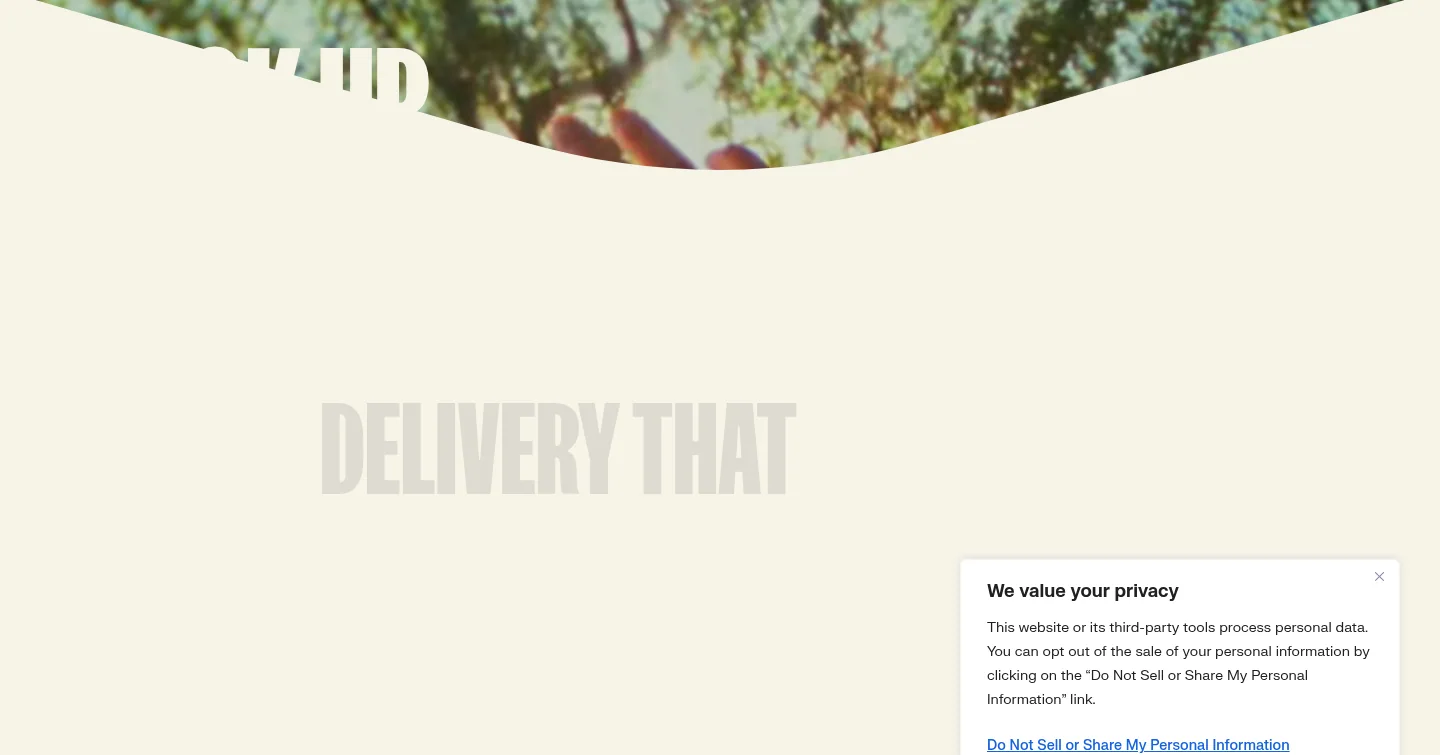 UP
DELIVERY THAT
We value your privacy
This website or its third-party tools process personal data.
You can opt out of the sale of your personal information by
clicking on the “Do Not Sell or Share My Personal
Information” link.
Do Not Sell or Share My Personal Information